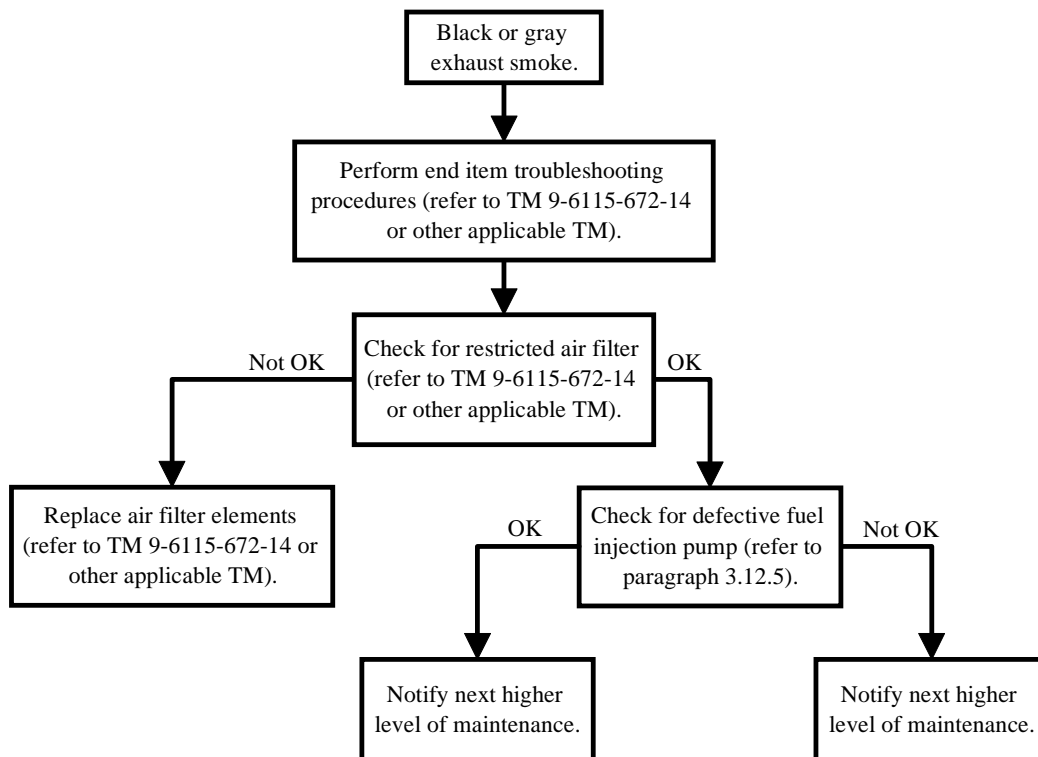 Black or gray
exhaust smoke.
Perform end item troubleshooting
procedures (refer to TM 9-6115-672-14
or other applicable TM).
Check for restricted air filter
(refer to TM 9-6115-672-14
or other applicable TM).
Not OK
OK
Replace air filter elements
(refer to TM 9-6115-672-14 or
other applicable TM).
Check for defective fuel
injection pump (refer to
paragraph 3.12.5).
OK
Not OK
Notify next higher
level of maintenance.
Notify next higher
level of maintenance.